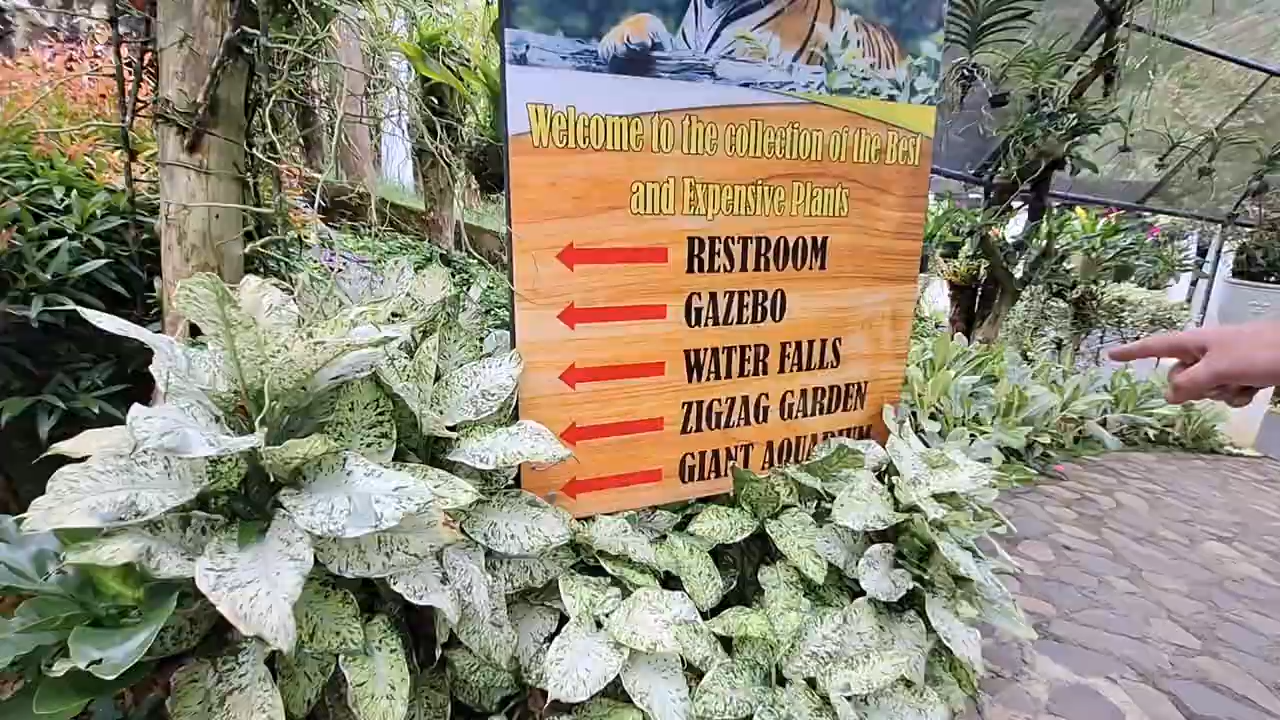 Welcome to the collection of the Best
and Expensive Plants
RESTROOM
GAZEBO
WATER FALLS
ZIGZAG GARDEN
GIANT AQUARIUM